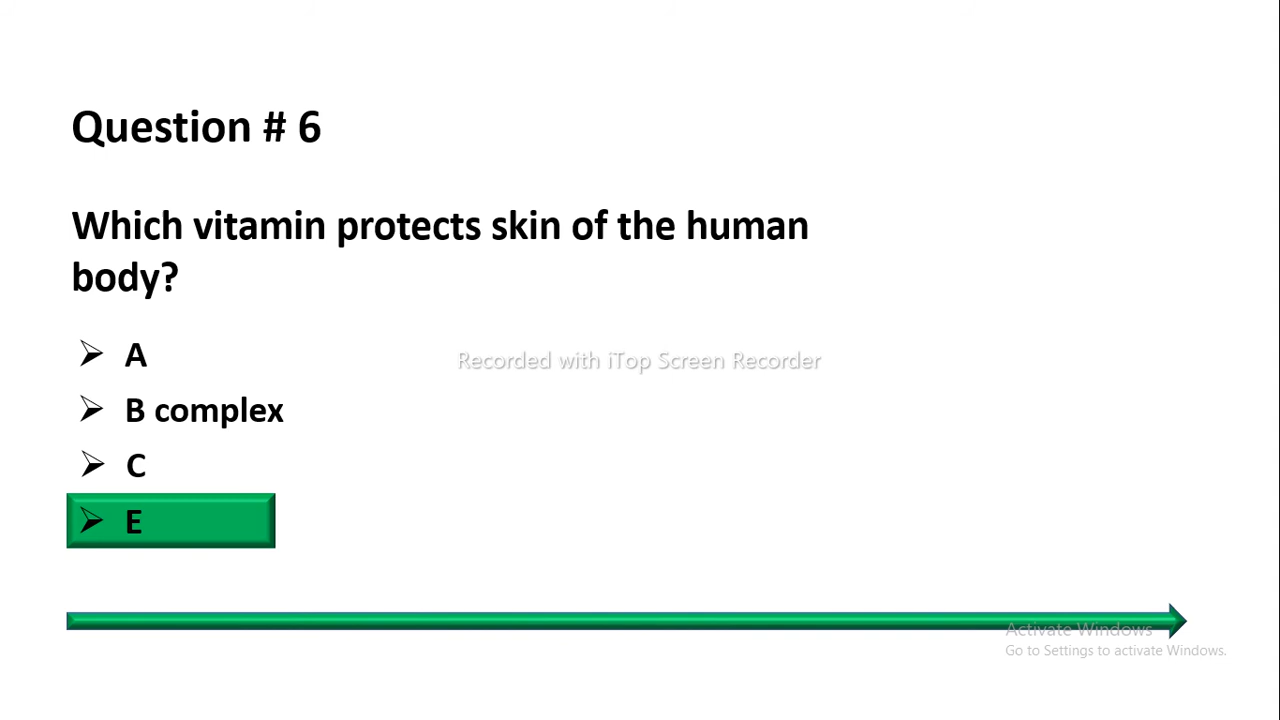 Question # 6
Which vitamin protects skin of the human
body?
A
Recorded with iTop Screen Recorder
B complex
C
E
Activate Windows
Go to Settings to activate Windows.